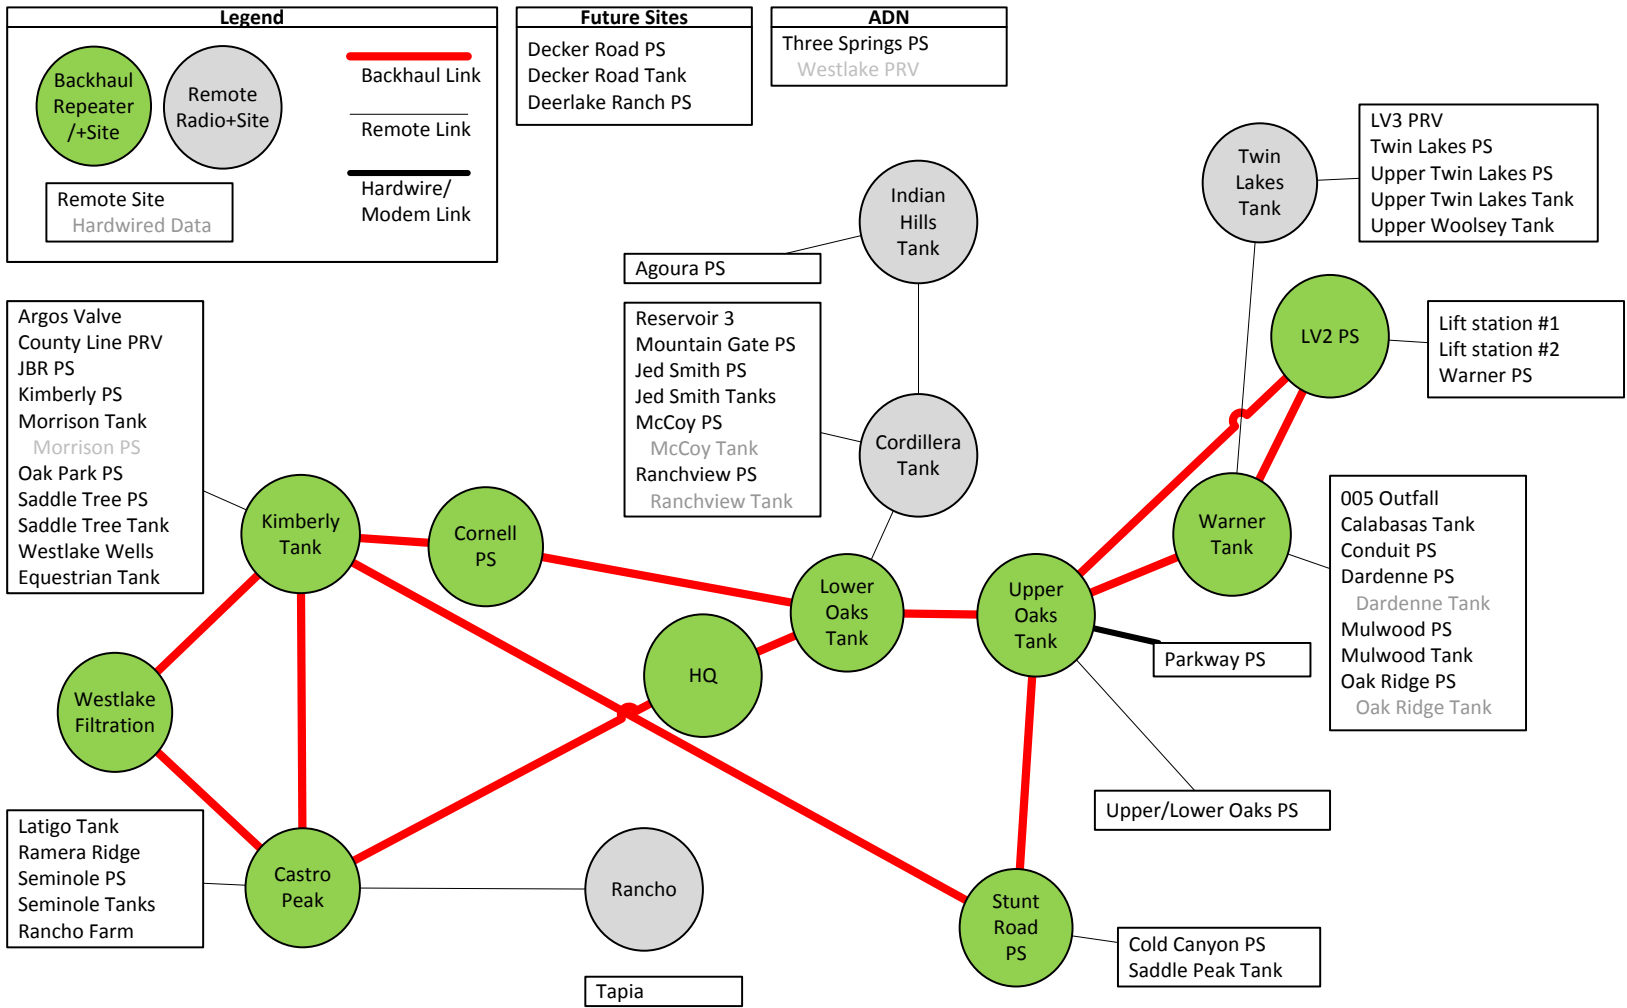 Legend
Backhaul
Repeater
/+Site
Remote
Radio+Site
Backhaul Link
Remote Link
Hardwire/
Modem Link
Remote Site
Hardwired Data
Future Sites
Decker Road PS
Decker Road Tank
Deerlake Ranch PS
ADN
Three Springs PS
Westlake PRV
Twin
Lakes
Tank
LV3 PRV
Twin Lakes PS
Upper Twin Lakes PS
Upper Twin Lakes Tank
Upper Woolsey Tank
Indian
Hills
Tank
Agoura PS
Argos Valve
County Line PRV
JBR PS
Kimberly PS
Morrison Tank
Morrison PS
Oak Park PS
Saddle Tree PS
Saddle Tree Tank
Westlake Wells
Equestrian Tank
Reservoir 3
Mountain Gate PS
Jed Smith PS
Jed Smith Tanks
McCoy PS
McCoy Tank
Ranchview PS
Ranchview Tank
Cordillera
Tank
LV2 PS
Lift station #1
Lift station #2
Warner PS
Kimberly
Tank
Cornell
PS
Lower
Oaks
Tank
Upper
Oaks
Tank
Warner
Tank
005 Outfall
Calabasas Tank
Conduit PS
Dardenne PS
Dardenne Tank
Mulwood PS
Mulwood Tank
Oak Ridge PS
Oak Ridge Tank
Parkway PS
HQ
Westlake
Filtration
Upper/Lower Oaks PS
Latigo Tank
Ramera Ridge
Seminole PS
Seminole Tanks
Rancho Farm
Castro
Peak
Rancho
Stunt
Road
PS
Cold Canyon PS
Saddle Peak Tank
Tapia